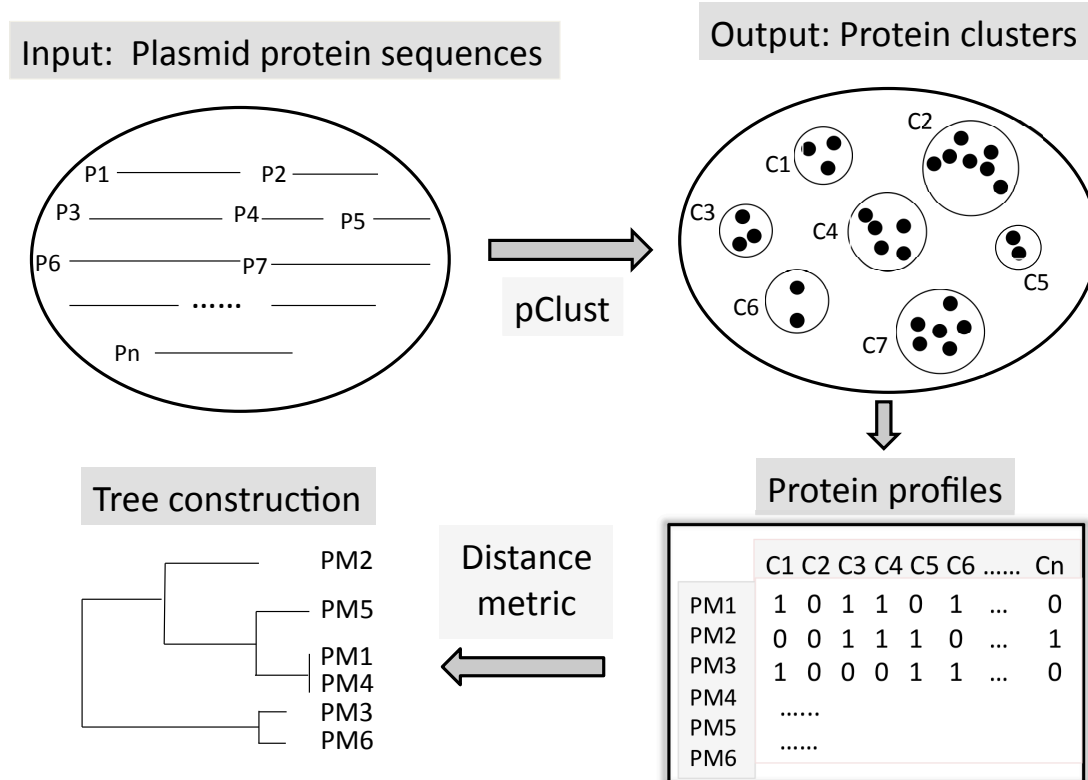 Input: Plasmid protein sequences
Output: Protein clusters
P1
P2
P3
P4
P5
P6
P7
......
Pn
pClust
C1
C2
C3
C4
C5
C6
C7
Protein profiles
C1 C2 C3 C4 C5 C6 ...... Cn
PM1 1 0 1 1 0 1 ... 0
PM2 0 0 1 1 1 0 ... 1
PM3 1 0 0 0 1 1 ... 0
PM4 ......
PM5
PM6 ......
Distance
metric
Tree construction
PM2
PM5
PM1
PM4
PM3
PM6